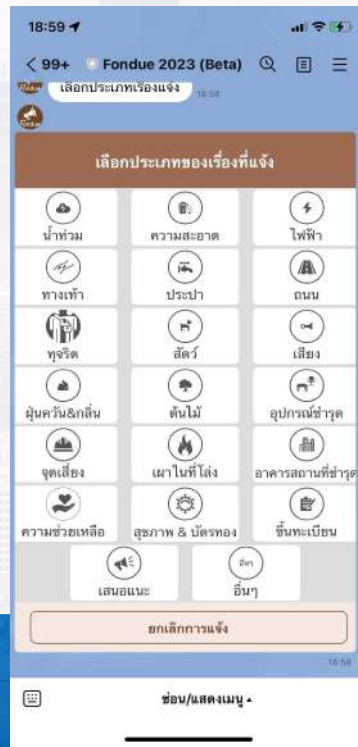 18:59
99+ Fondue 2023 (Beta)
เลือกประเภทเรื่องแจ้ง
18:58
เลือกประเภทของเรื่องที่แจ้ง
น้ำท่วม ความสะอาด ไฟฟ้า
ทางเท้า ประปา ถนน
ทุจริต สัตว์ เสียง
ฝุ่นควัน&กลิ่น ต้นไม้ อุปกรณ์ชำรุด
จุดเสี่ยง เผาในที่โล่ง อาคารสถานที่ชำรุด
ความช่วยเหลือ สุขภาพ & บัตรทอง ขึ้นทะเบียน
เสนอแนะ อื่นๆ
ยกเลิกการแจ้ง
18:58
ซ่อน/แสดงเมนู